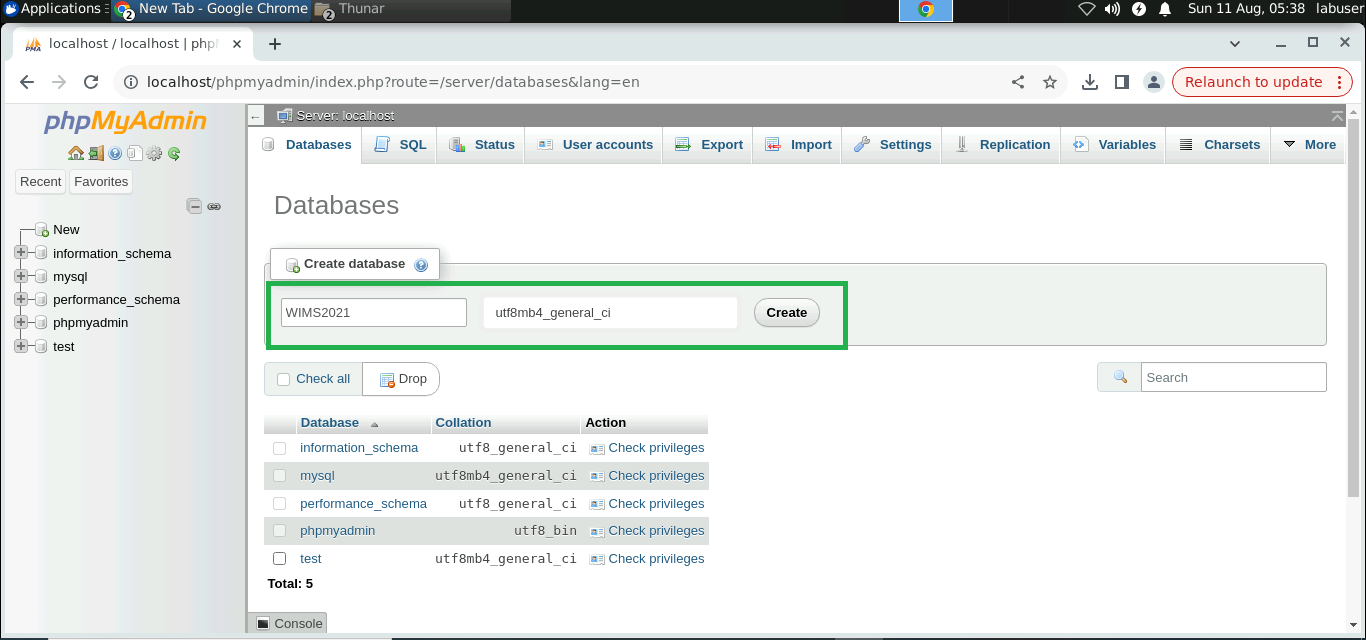 Applications 2 New Tab - Google Chrome 2 Thunar Sun 11 Aug, 05:38 labuser
localhost / localhost | php
localhost/phpmyadmin/index.php?route=/server/databases&lang=en Relaunch to update
phpMyAdmin
Recent Favorites
New
information_schema
mysql
performance_schema
phpmyadmin
test
Server: localhost
Databases SQL Status User accounts Export Import Settings Replication Variables Charsets More
Databases
Create database
WIMS2021 utf8mb4_general_ci Create
Check all Drop Search
Database Collation Action
information_schema utf8_general_ci Check privileges
mysql utf8mb4_general_ci Check privileges
performance_schema utf8_general_ci Check privileges
phpmyadmin utf8_bin Check privileges
test utf8mb4_general_ci Check privileges
Total: 5
Console